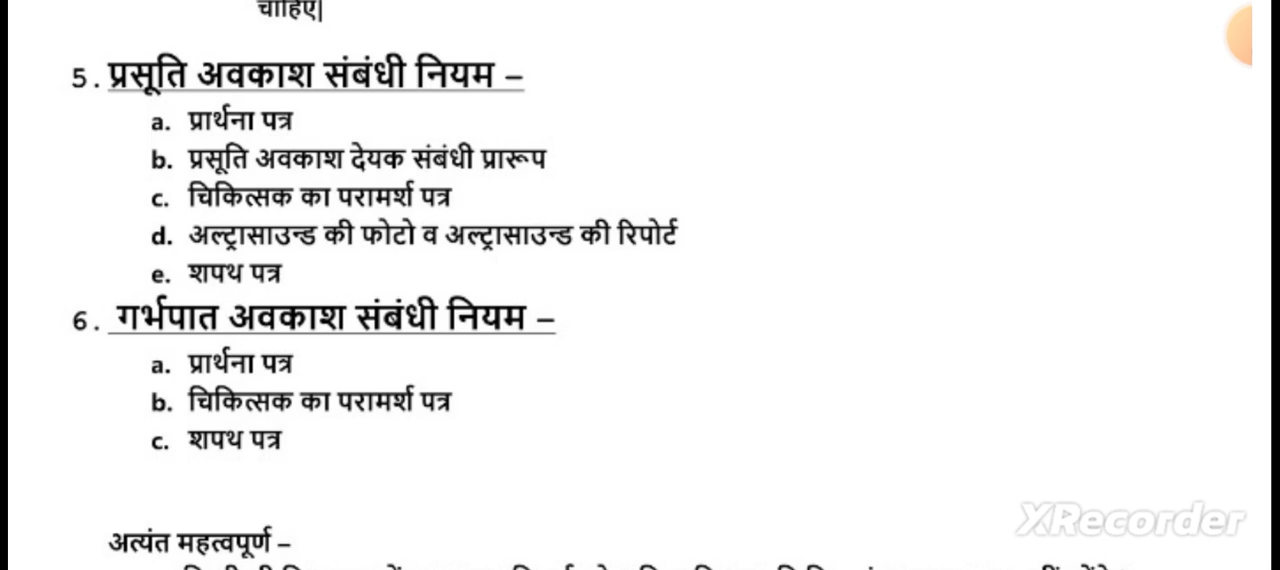 चाहिए|
5. प्रसूति अवकाश संबंधी नियम –
a. प्रार्थना पत्र
b. प्रसूति अवकाश देयक संबंधी प्रारूप
c. चिकित्सक का परामर्श पत्र
d. अल्ट्रासाउन्ड की फोटो व अल्ट्रासाउन्ड की रिपोर्ट
e. शपथ पत्र
6. गर्भपात अवकाश संबंधी नियम –
a. प्रार्थना पत्र
b. चिकित्सक का परामर्श पत्र
c. शपथ पत्र
XRecorder
अत्यंत महत्वपूर्ण –